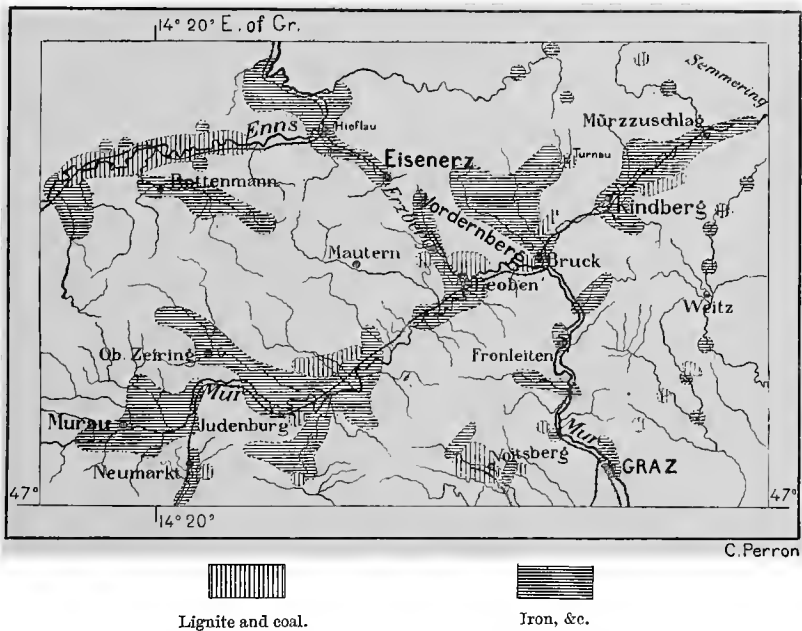 14° 20' E. of Gr.
Semmering
Mürzzuschlag
Enns
Hieflau
Eisenerz
Turnau
Rottenmann
Erzberg
Vordernberg
Kindberg
Mautern
Bruck
Leoben
Weitz
Ob. Zeiring
Fronleiten
Mur
Murau
Judenburg
Mur
Neumarkt
Voitsberg
GRAZ
47°
47°
14° 20'
C. Perron
Lignite and coal.
Iron, &c.